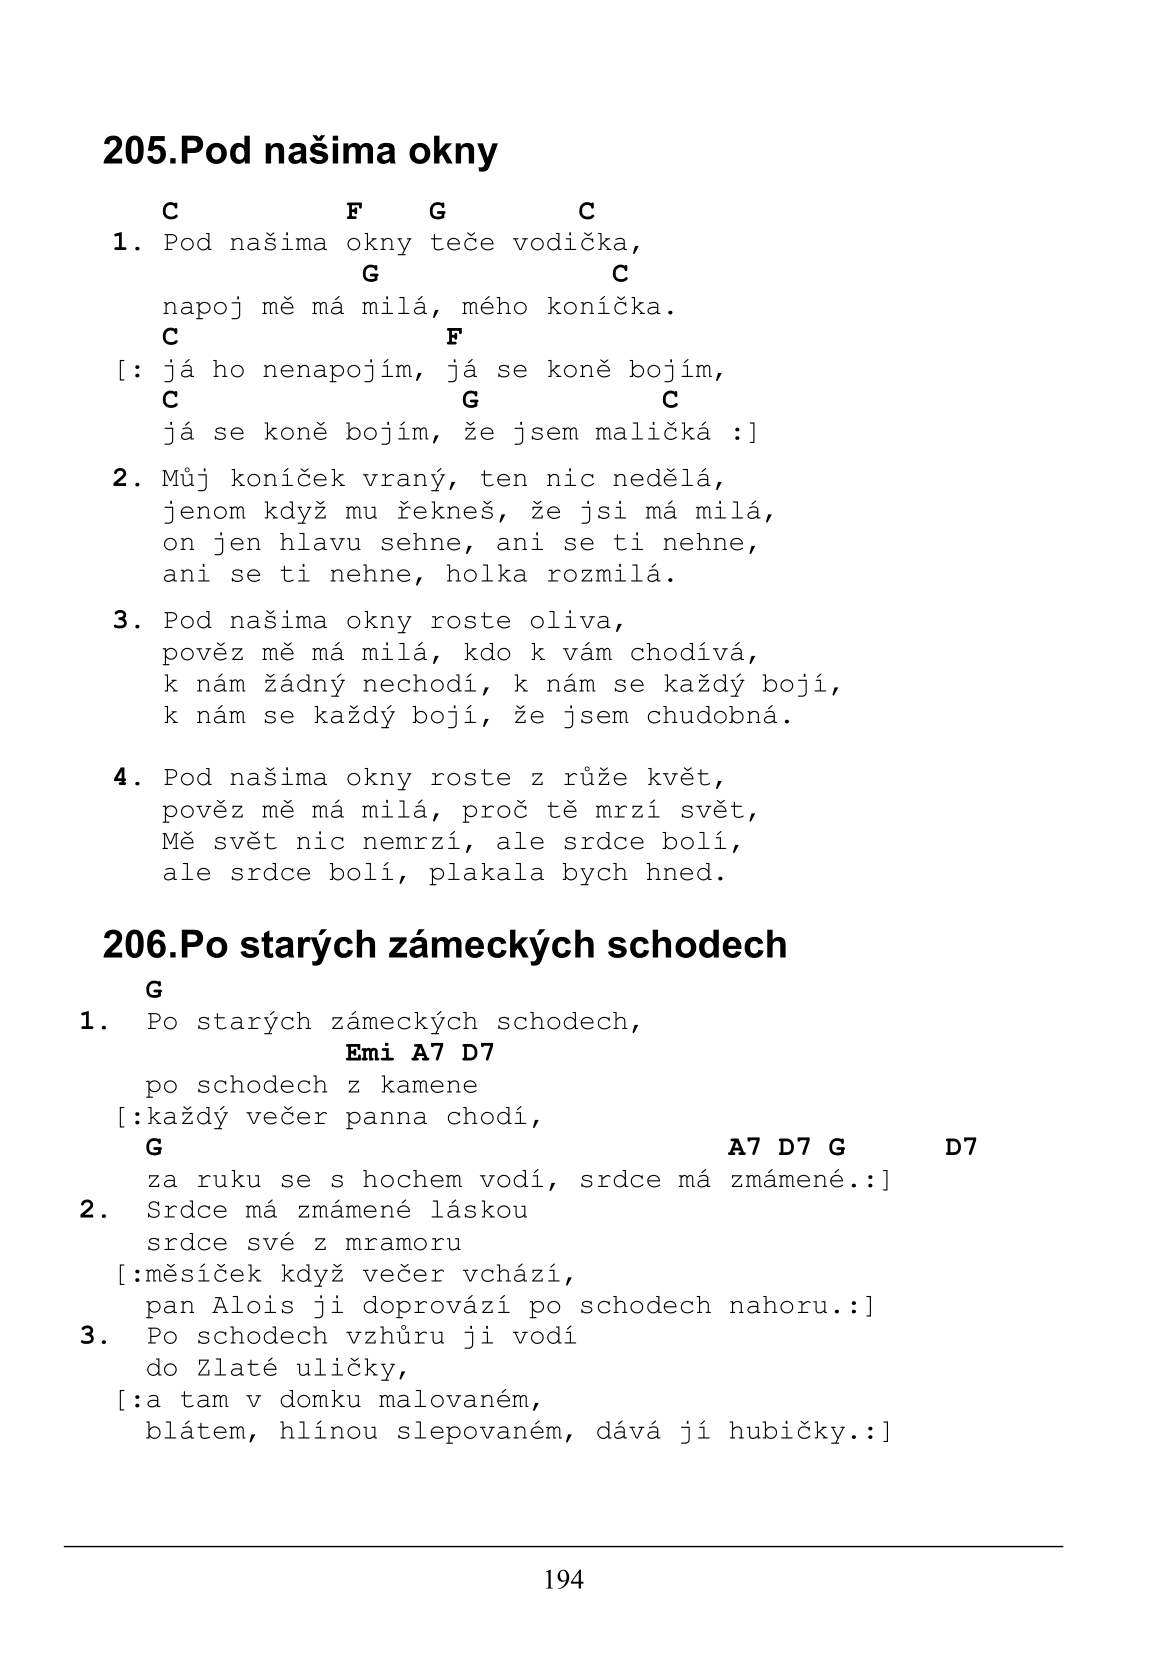 205.Pod našima okny
C F G C
1. Pod našima okny teče vodička,
G C
napoj mě má milá, mého koníčka.
C F
[: já ho nenapojím, já se koně bojím,
C G C
já se koně bojím, že jsem maličká :]
2. Můj koníček vraný, ten nic nedělá,
jenom když mu řekneš, že jsi má milá,
on jen hlavu sehne, ani se ti nehne,
ani se ti nehne, holka rozmilá.
3. Pod našima okny roste oliva,
pověz mě má milá, kdo k vám chodívá,
k nám žádný nechodí, k nám se každý bojí,
k nám se každý bojí, že jsem chudobná.
4. Pod našima okny roste z růže květ,
pověz mě má milá, proč tě mrzí svět,
Mě svět nic nemrzí, ale srdce bolí,
ale srdce bolí, plakala bych hned.
206.Po starých zámeckých schodech
G
1. Po starých zámeckých schodech,
Emi A7 D7
po schodech z kamene
[:každý večer panna chodí,
G A7 D7 G D7
za ruku se s hochem vodí, srdce má zmámené.:]
2. Srdce má zmámené láskou
srdce své z mramoru
[:měsíček když večer vchází,
pan Alois ji doprovází po schodech nahoru.:]
3. Po schodech vzhůru ji vodí
do Zlaté uličky,
[:a tam v domku malovaném,
blátem, hlínou slepovaném, dává jí hubičky.:]
194